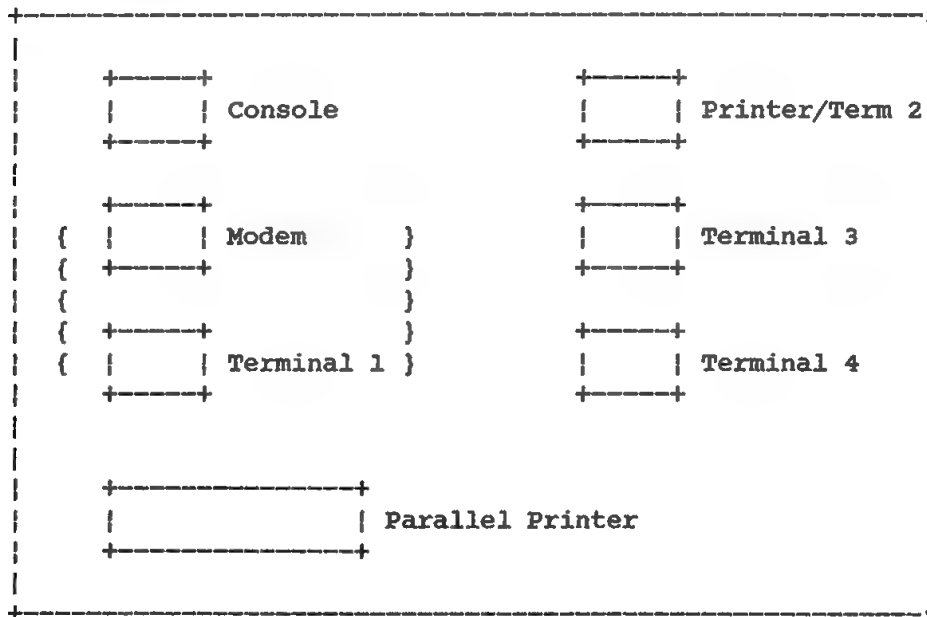 Console Printer/Term 2
{ Modem } Terminal 3
{ }
{ }
{ }
{ Terminal 1 } Terminal 4
Parallel Printer